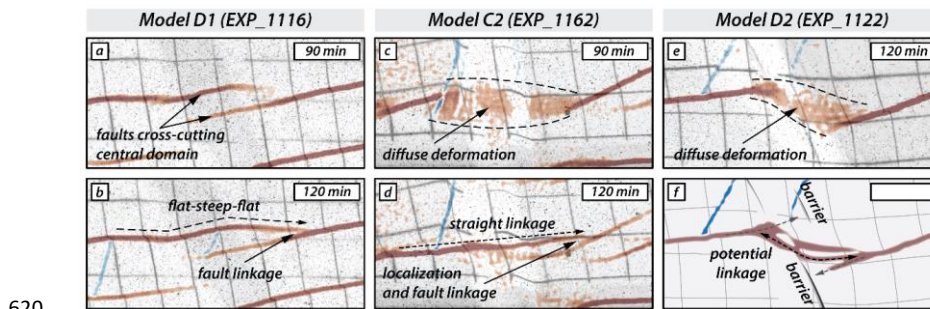 Model D1 (EXP_1116)
Model C2 (EXP_1162)
Model D2 (EXP_1122)
a
90 min
faults cross-cutting
central domain
c
90 min
diffuse deformation
e
120 min
diffuse deformation
b
120 min
flat-steep-flat
fault linkage
d
120 min
straight linkage
localization
and fault linkage
f
barrier
potential
linkage
barrier
620